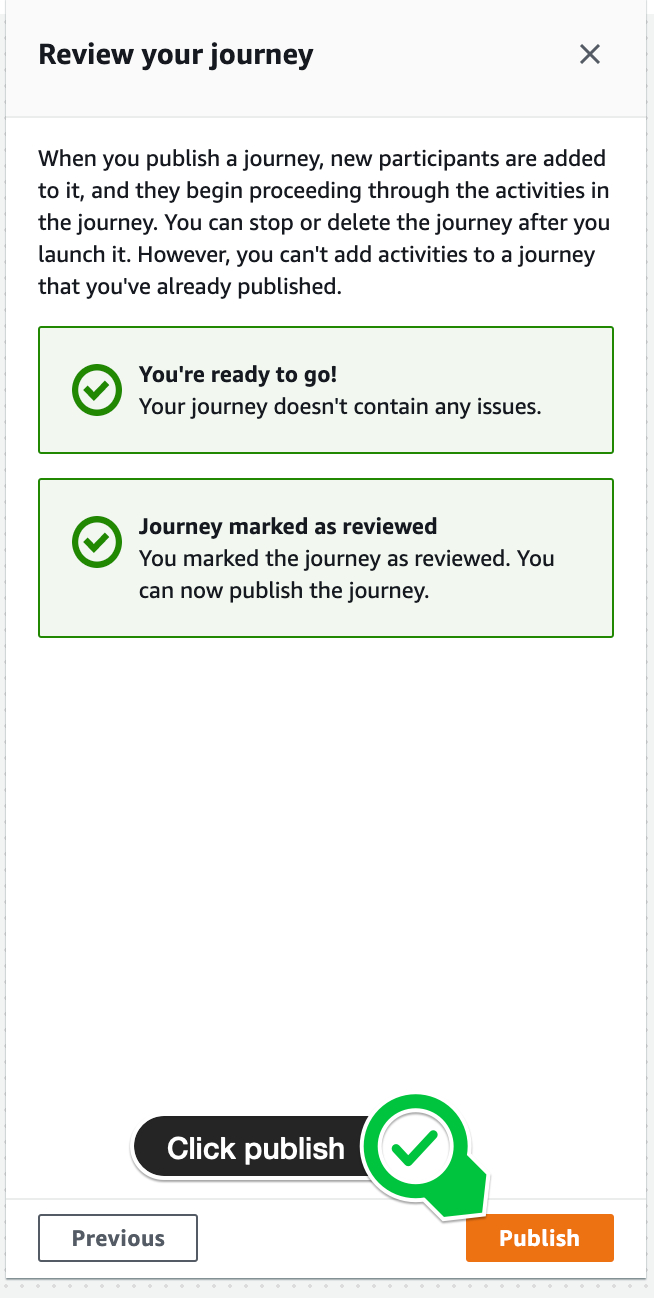 Review your journey
When you publish a journey, new participants are added
to it, and they begin proceeding through the activities in
the journey. You can stop or delete the journey after you
launch it. However, you can't add activities to a journey
that you've already published.
You're ready to go!
Your journey doesn't contain any issues.
Journey marked as reviewed
You marked the journey as reviewed. You
can now publish the journey.
Click publish
Previous
Publish